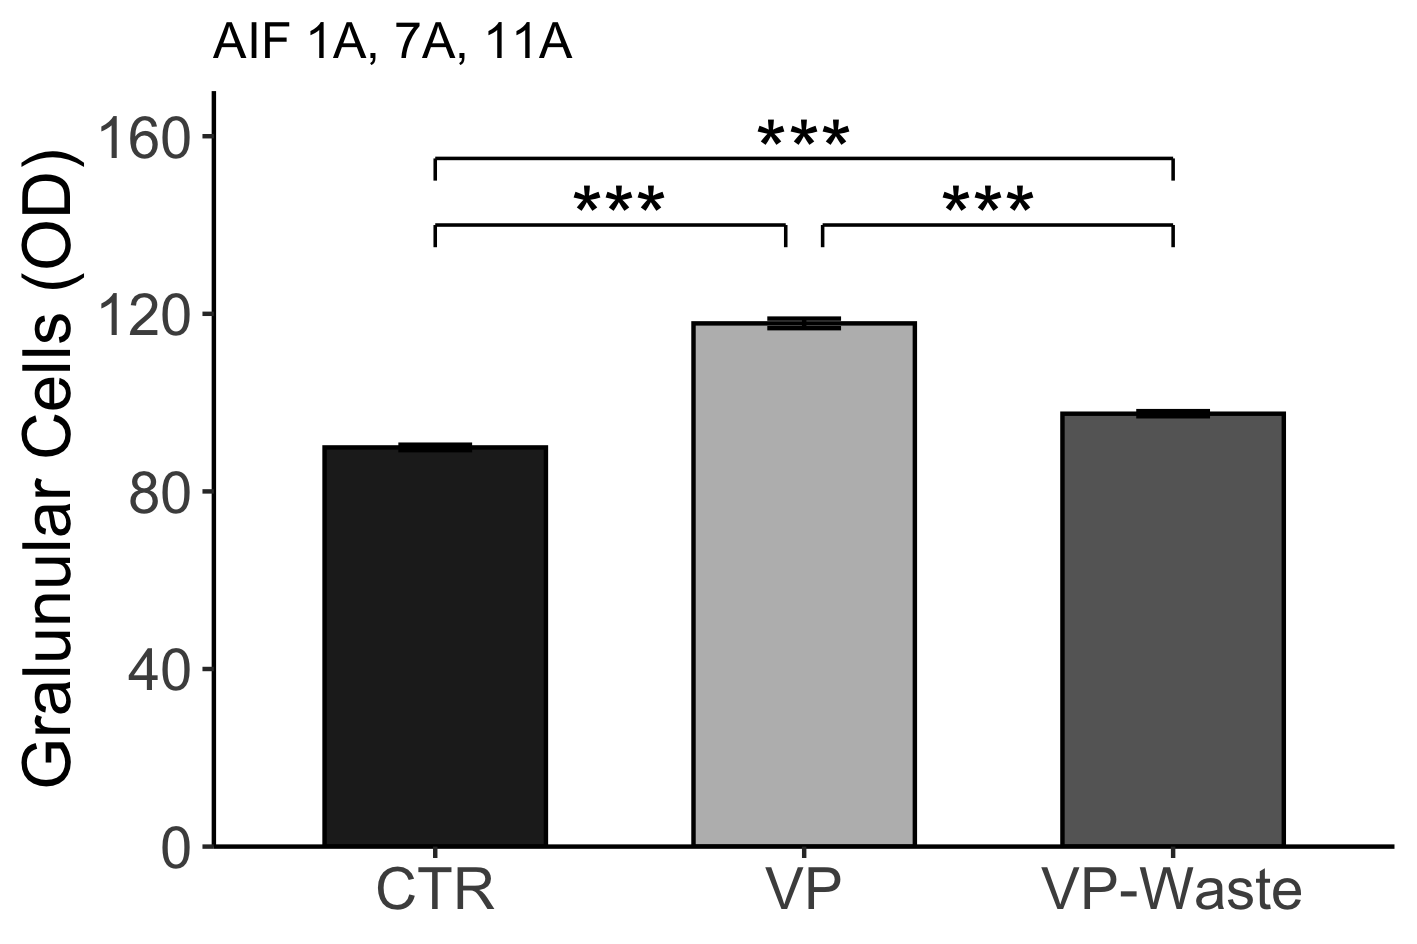 AIF 1A, 7A, 11A
Gralunular Cells (OD)
160
120
80
40
0
***
***
***
CTR
VP
VP-Waste